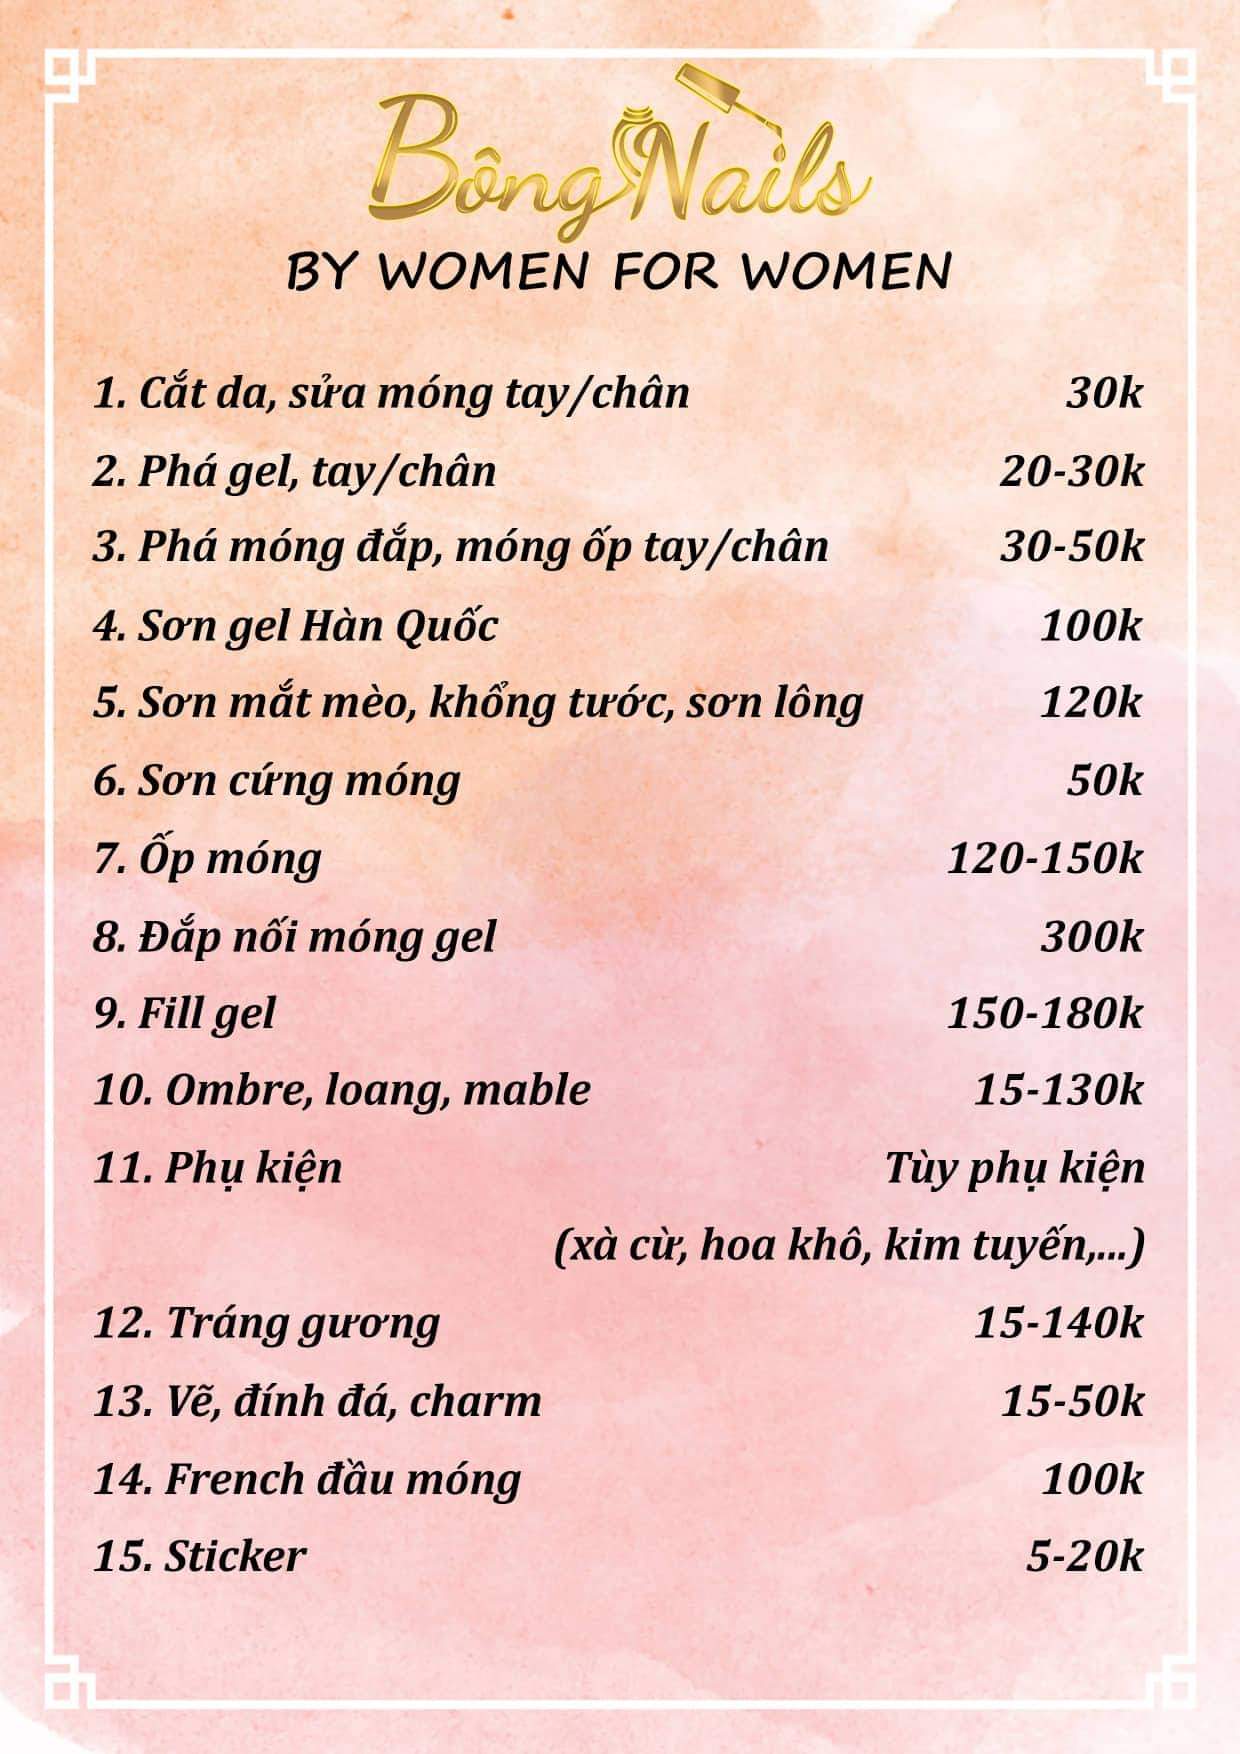 Bông Nails
BY WOMEN FOR WOMEN
1. Cắt da, sửa móng tay/chân 30k
2. Phá gel, tay/chân 20-30k
3. Phá móng đắp, móng ốp tay/chân 30-50k
4. Sơn gel Hàn Quốc 100k
5. Sơn mắt mèo, khổng tước, sơn lông 120k
6. Sơn cứng móng 50k
7. Ốp móng 120-150k
8. Đắp nối móng gel 300k
9. Fill gel 150-180k
10. Ombre, loang, mable 15-130k
11. Phụ kiện Tùy phụ kiện
(xà cừ, hoa khô, kim tuyến,...)
12. Tráng gương 15-140k
13. Vẽ, đính đá, charm 15-50k
14. French đầu móng 100k
15. Sticker 5-20k